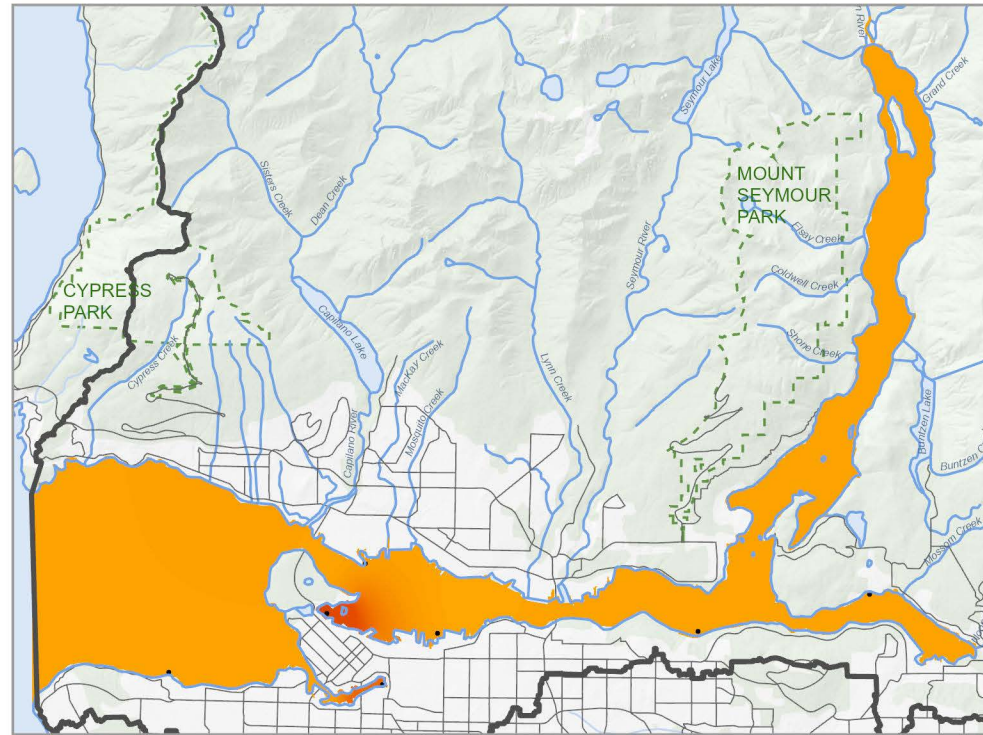 n River
Grand Creek
Seymour Lake
Sisters Creek
Dean Creek
MOUNT
SEYMOUR
PARK
Elsay Creek
Seymour River
Coldwell Creek
CYPRESS
PARK
Capilano Lake
Shone Creek
Cypress Creek
MacKay Creek
Lynn Creek
Mosquito Creek
Buntzen Lake
Capilano River
Buntzen C
Mossom Creek